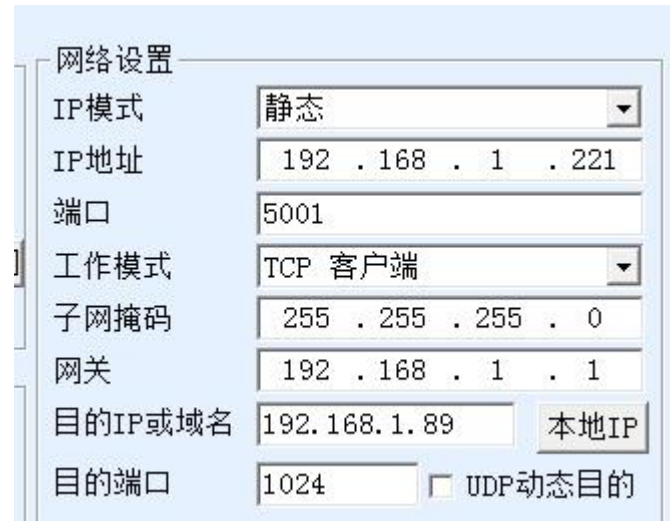 网络设置
IP模式 静态
IP地址 192 . 168 . 1 . 221
端口 5001
工作模式 TCP 客户端
子网掩码 255 . 255 . 255 . 0
网关 192 . 168 . 1 . 1
目的IP或域名 192.168.1.89 本地IP
目的端口 1024 UDP动态目的